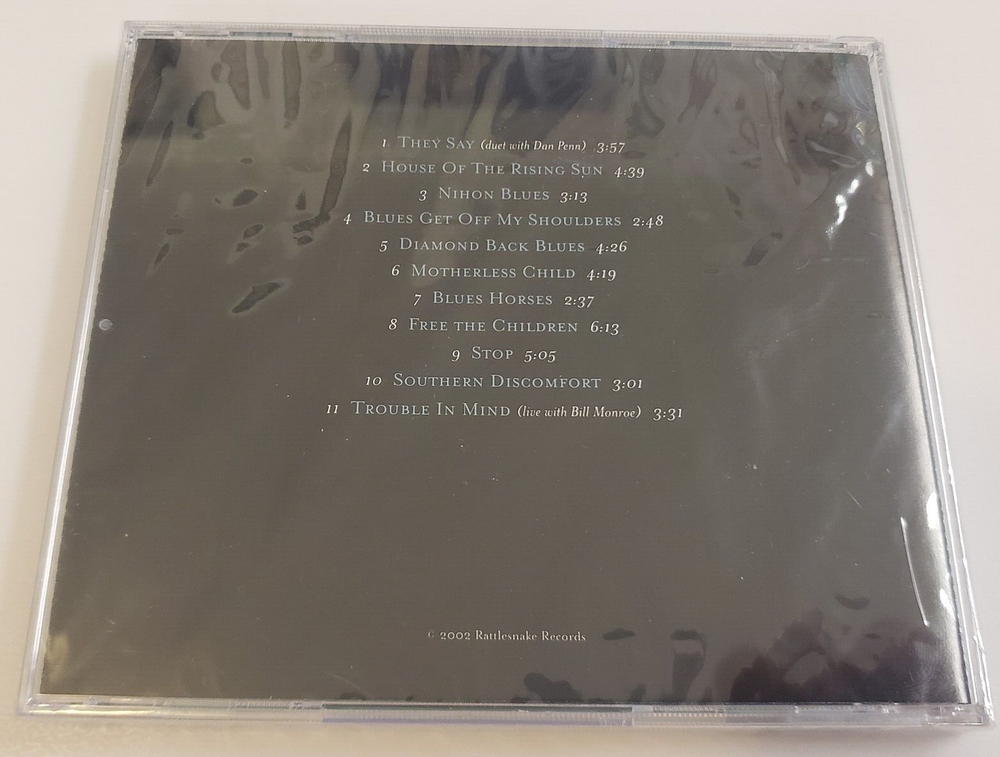 1 They Say (duet with Dan Penn) 3:57
2 House Of The Rising Sun 4:39
3 Nihon Blues 3:13
4 Blues Get Off My Shoulders 2:48
5 Diamond Back Blues 4:26
6 Motherless Child 4:19
7 Blues Horses 2:37
8 Free the Children 6:13
9 Stop 5:05
10 Southern Discomfort 3:01
11 Trouble In Mind (live with Bill Monroe) 3:31
© 2002 Rattlesnake Records